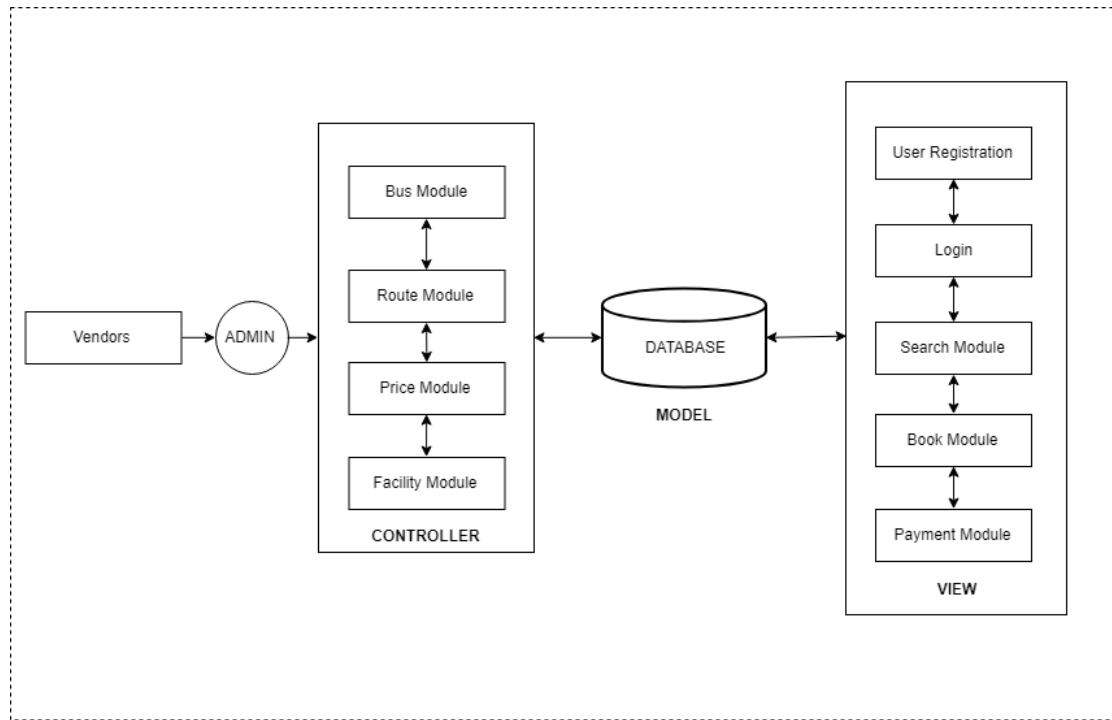 Vendors
ADMIN
Bus Module
Route Module
Price Module
Facility Module
CONTROLLER
DATABASE
MODEL
User Registration
Login
Search Module
Book Module
Payment Module
VIEW